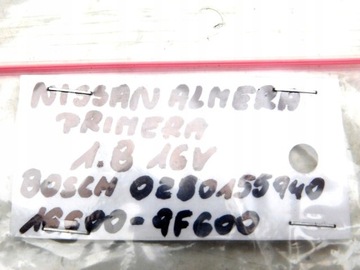 NISSAN ALMERA
PRIMERA
1.8 16V
BOSCH 0280155940
16600-9F600